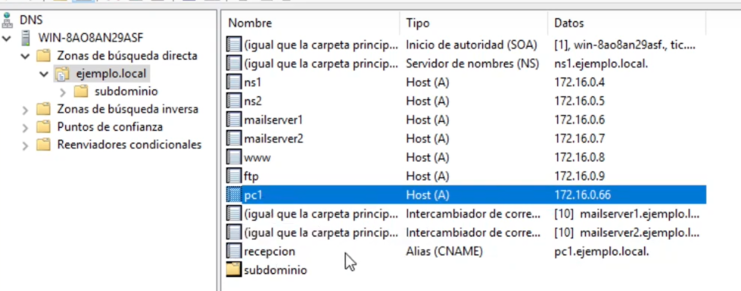 DNS
WIN-8AO8AN29ASF
Zonas de búsqueda directa
ejemplo.local
subdominio
Zonas de búsqueda inversa
Puntos de confianza
Reenviadores condicionales
Nombre Tipo Datos
(igual que la carpeta princip... Inicio de autoridad (SOA) [1], win-8ao8an29asf., tic....
(igual que la carpeta princip... Servidor de nombres (NS) ns1.ejemplo.local.
ns1 Host (A) 172.16.0.4
ns2 Host (A) 172.16.0.5
mailserver1 Host (A) 172.16.0.6
mailserver2 Host (A) 172.16.0.7
www Host (A) 172.16.0.8
ftp Host (A) 172.16.0.9
pc1 Host (A) 172.16.0.66
(igual que la carpeta princip... Intercambiador de corre... [10] mailserver1.ejemplo.l...
(igual que la carpeta princip... Intercambiador de corre... [10] mailserver2.ejemplo.l...
recepcion Alias (CNAME) pc1.ejemplo.local.
subdominio